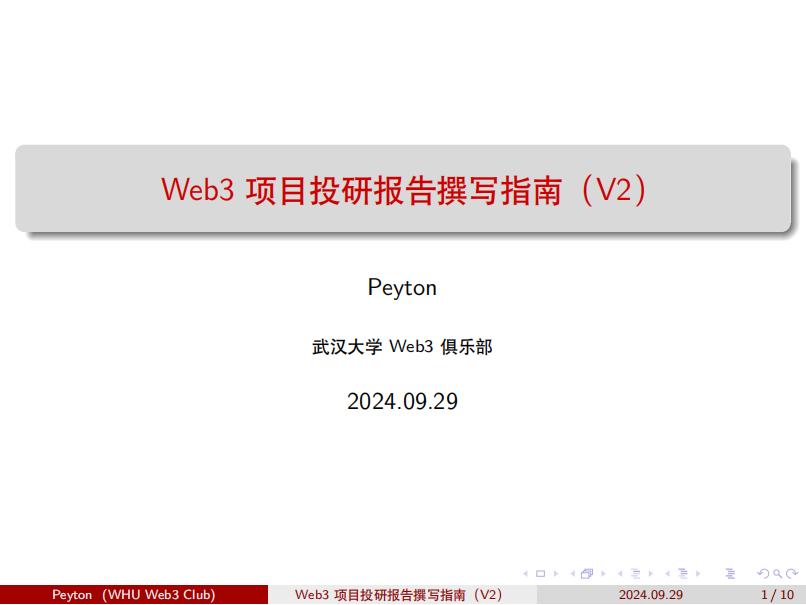 Web3 项目投研报告撰写指南（V2）
Peyton
武汉大学 Web3 俱乐部
2024.09.29
Peyton （WHU Web3 Club） Web3 项目投研报告撰写指南（V2） 2024.09.29 1 / 10